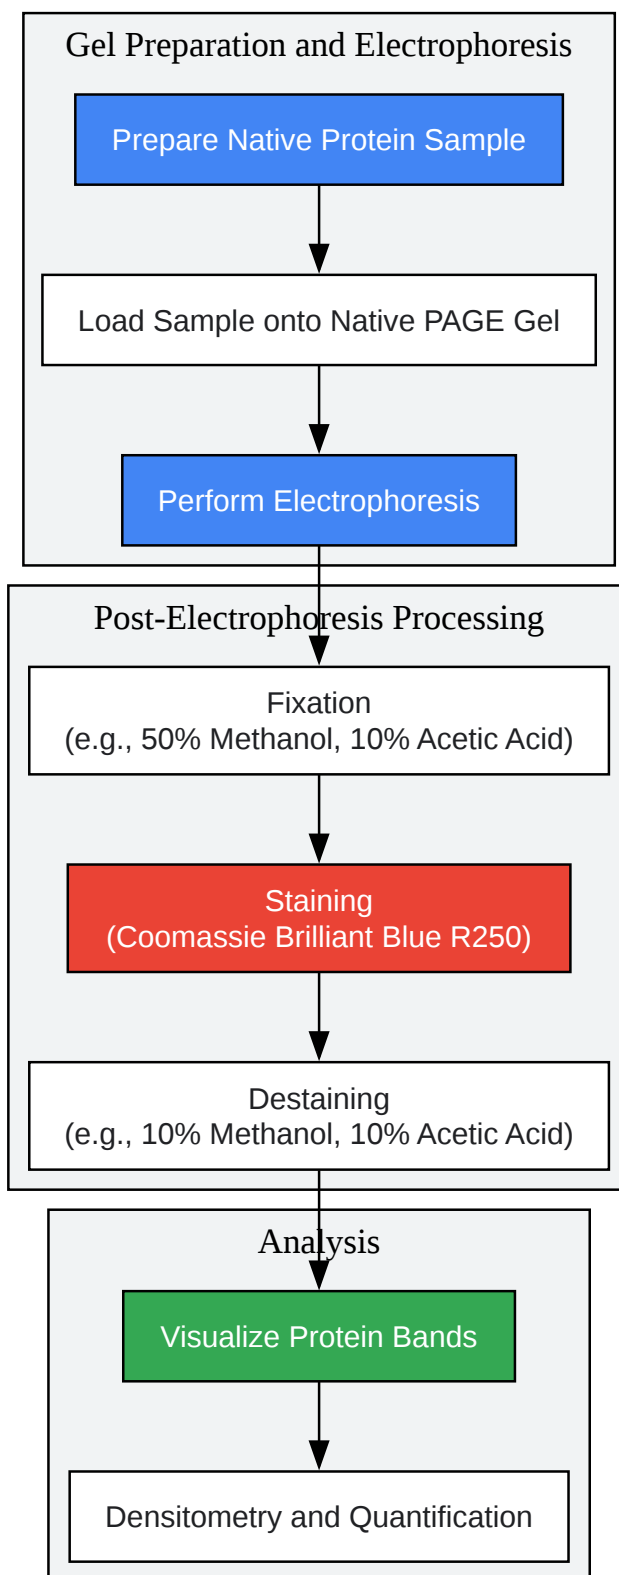 Gel Preparation and Electrophoresis
Prepare Native Protein Sample
Load Sample onto Native PAGE Gel
Perform Electrophoresis
Post-Electrophoresis Processing
Fixation
(e.g., 50% Methanol, 10% Acetic Acid)
Staining
(Coomassie Brilliant Blue R250)
Destaining
(e.g., 10% Methanol, 10% Acetic Acid)
Analysis
Visualize Protein Bands
Densitometry and Quantification